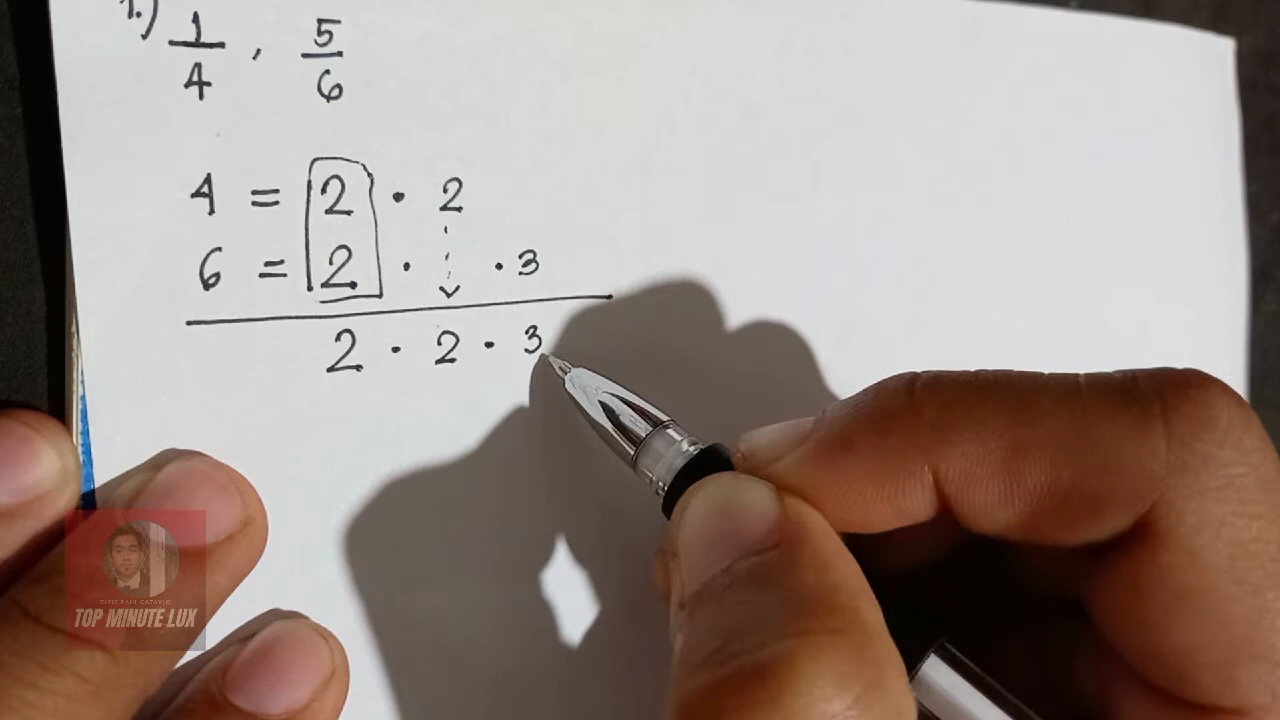 1.) 1/4 , 5/6
4 = 2 · 2
6 = 2 · · 3
2 · 2 · 3
TOP MINUTE LUX